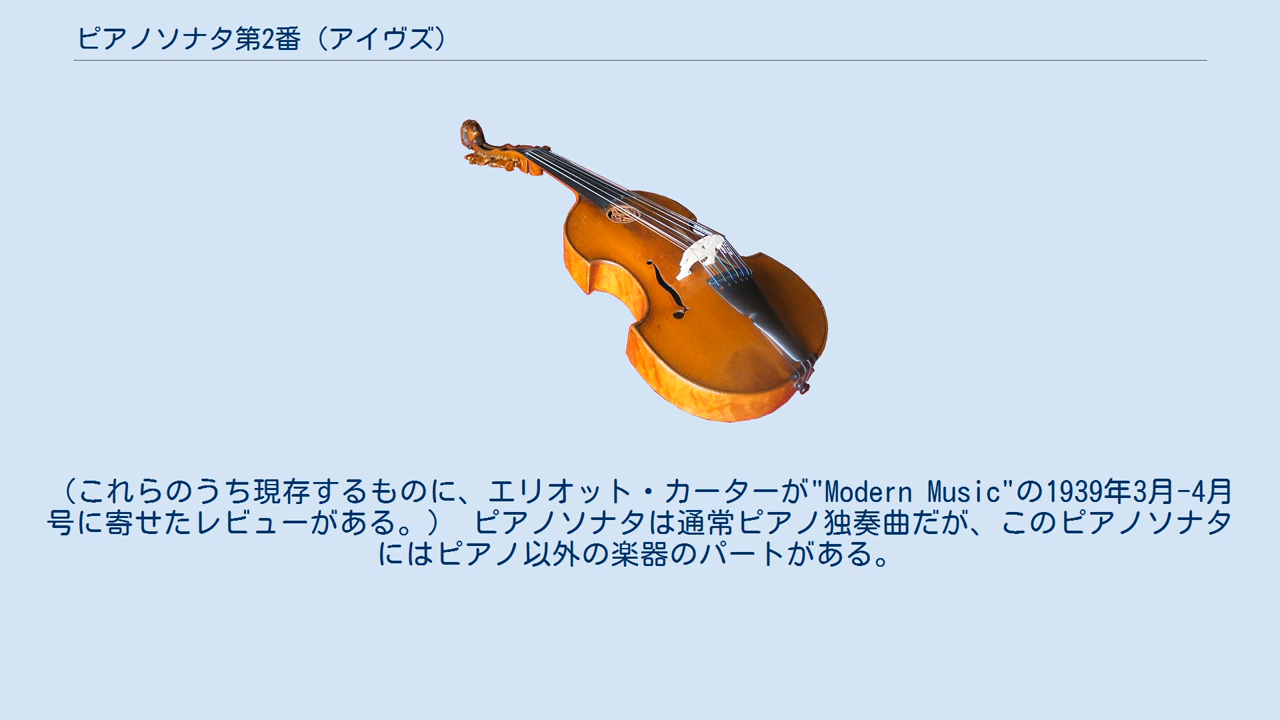 ピアノソナタ第2番（アイヴズ）
（これらのうち現存するものに、エリオット・カーターが"Modern Music"の1939年3月-4月
号に寄せたレビューがある。） ピアノソナタは通常ピアノ独奏曲だが、このピアノソナタ
にはピアノ以外の楽器のパートがある。